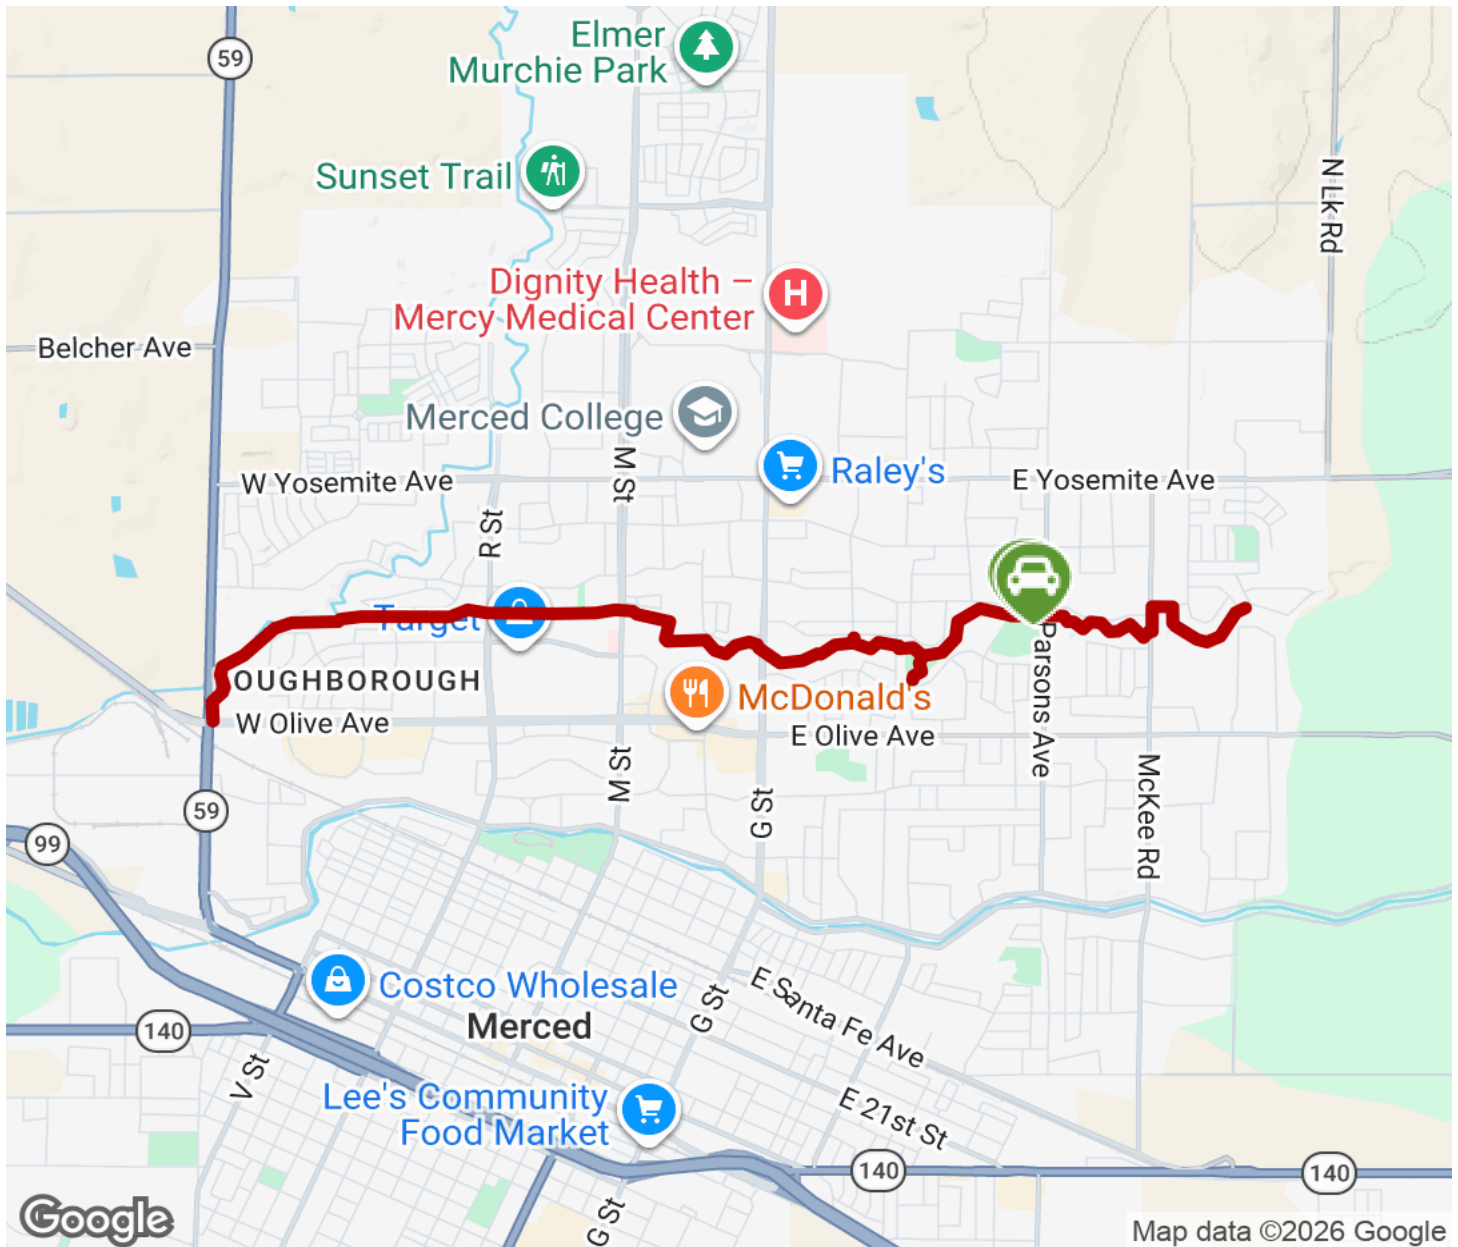 59
Elmer
Murchie Park
Sunset Trail
N Lk Rd
Dignity Health –
Mercy Medical Center
H
Belcher Ave
Merced College
M St
Raley's
W Yosemite Ave
E Yosemite Ave
R St
Target
Parsons Ave
OUGHBOROUGH
McDonald's
W Olive Ave
E Olive Ave
M St
G St
McKee Rd
59
99
E Santa Fe Ave
Costco Wholesale
Merced
G St
140
V St
Lee's Community
Food Market
E 21st St
140
140
G St
Google
Map data ©2026 Google